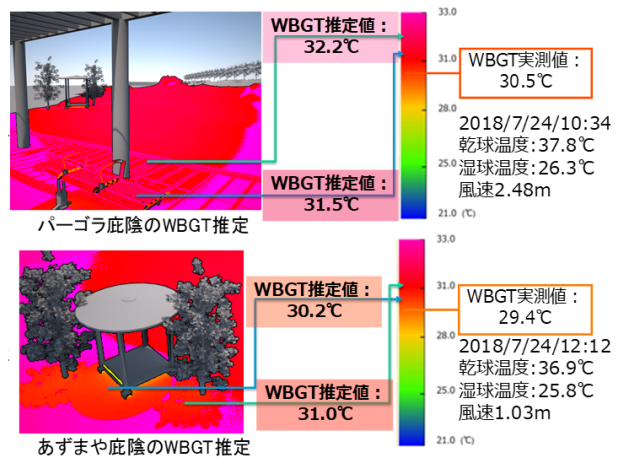 WBGT推定値：
32.2℃
33.0
31.0
28.0
25.0
21.0 (℃)
WBGT実測値：
30.5℃
2018/7/24/10:34
乾球温度:37.8℃
湿球温度:26.3℃
風速2.48m
WBGT推定値：
31.5℃
パーゴラ庇陰のWBGT推定
WBGT推定値：
30.2℃
33.0
31.0
28.0
25.0
21.0 (℃)
WBGT実測値：
29.4℃
2018/7/24/12:12
乾球温度:36.9℃
湿球温度:25.8℃
風速1.03m
WBGT推定値：
31.0℃
あずまや庇陰のWBGT推定